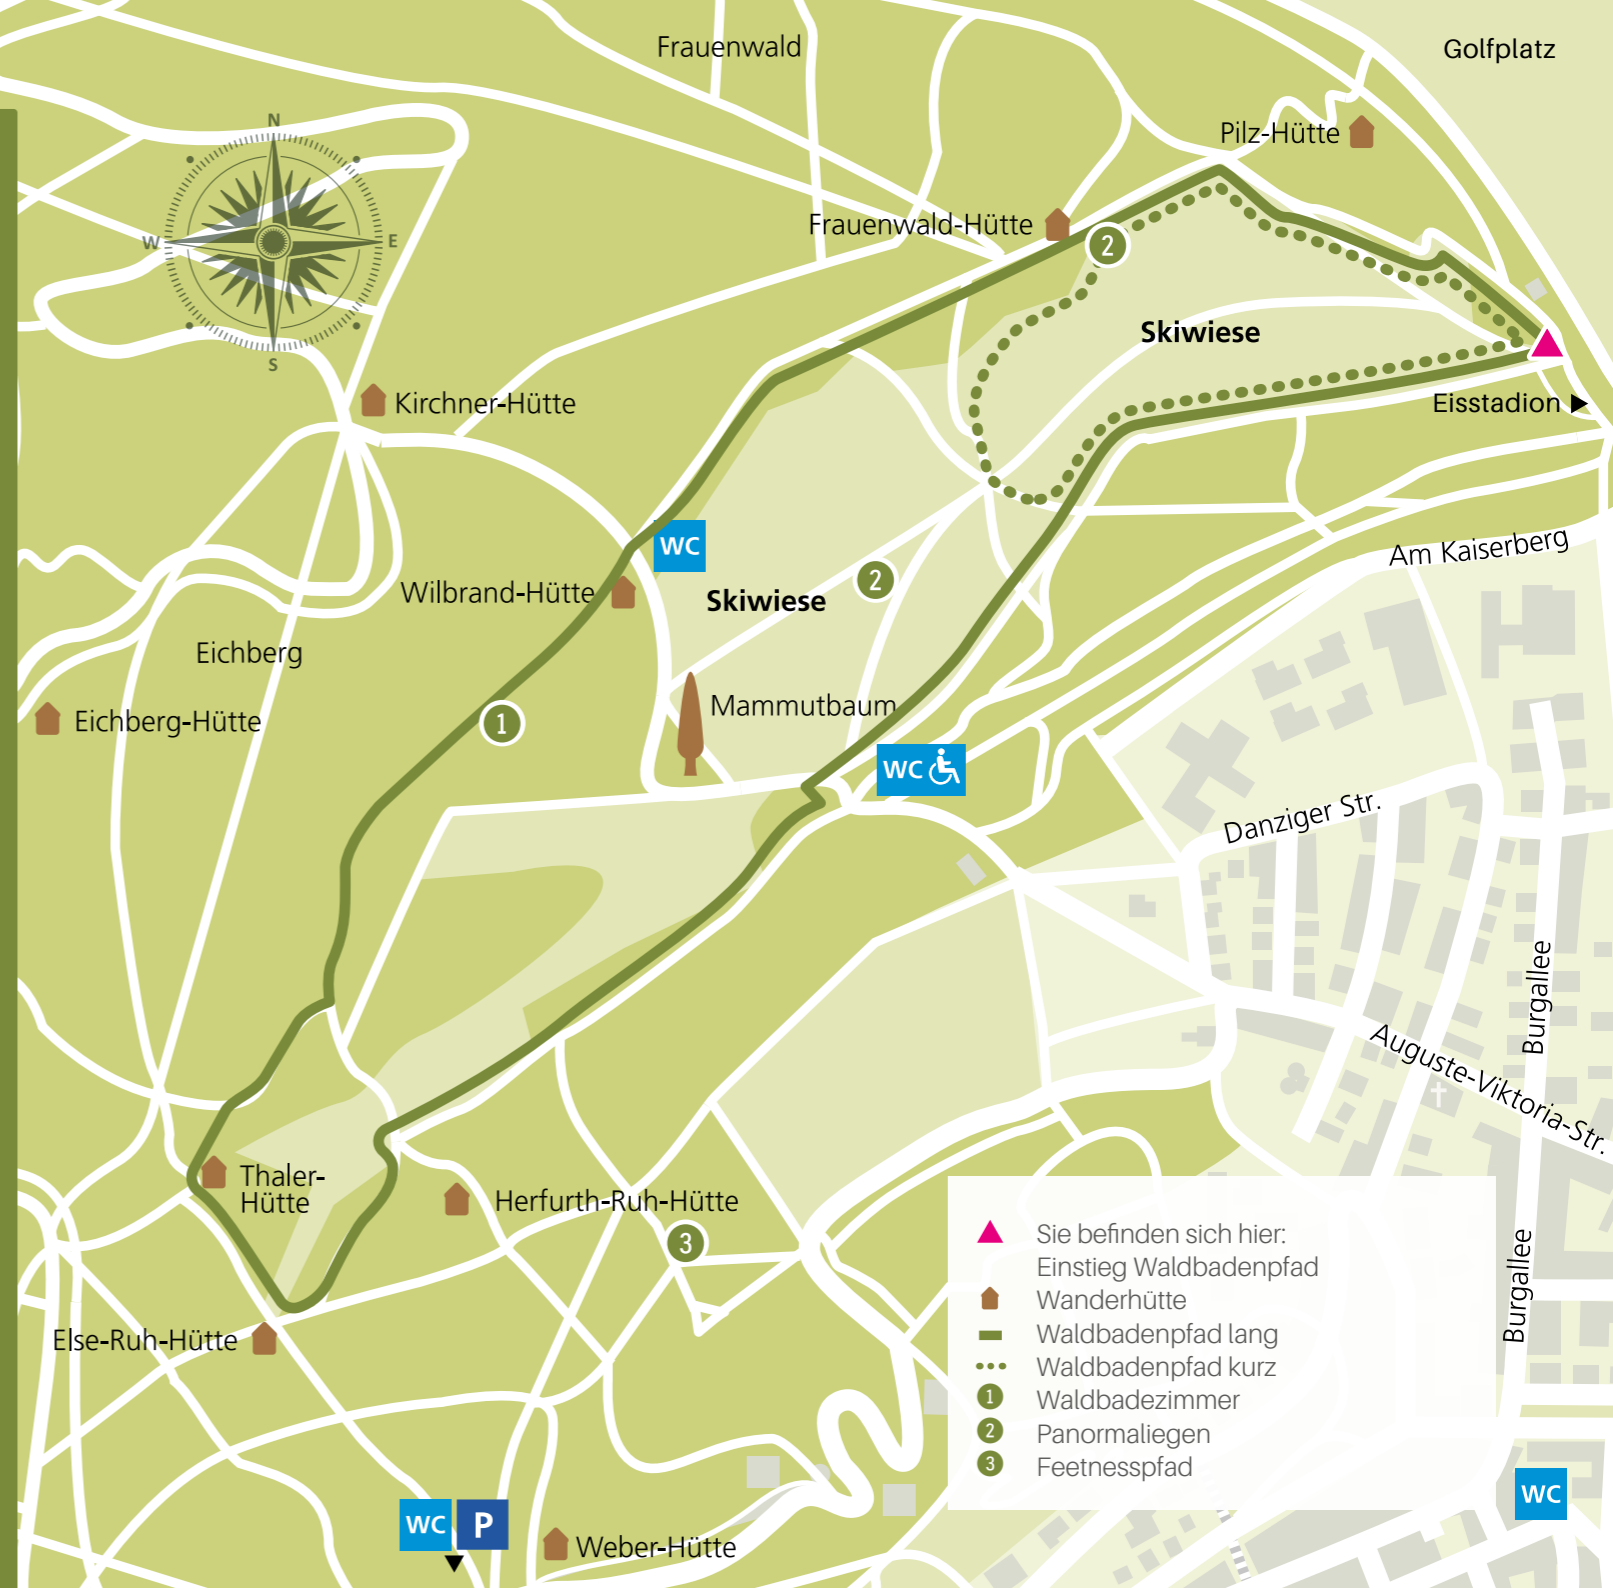 Frauenwald
Golfplatz
N
Pilz-Hütte
Frauenwald-Hütte
2
W
E
Skiwiese
S
Kirchner-Hütte
Eisstadion
WC
Am Kaiserberg
Wilbrand-Hütte
2
Skiwiese
Eichberg
Mammutbaum
Eichberg-Hütte
1
WC
Danziger Str.
Burgallee
Auguste-Viktoria-Str.
Thaler-
Hütte
Herfurth-Ruh-Hütte
3
Sie befinden sich hier:
Einstieg Waldbadenpfad
Wanderhütte
Waldbadenpfad lang
Waldbadenpfad kurz
1 Waldbadezimmer
2 Panormaliegen
3 Feetnesspfad
Burgallee
Else-Ruh-Hütte
WC
WC P
Weber-Hütte